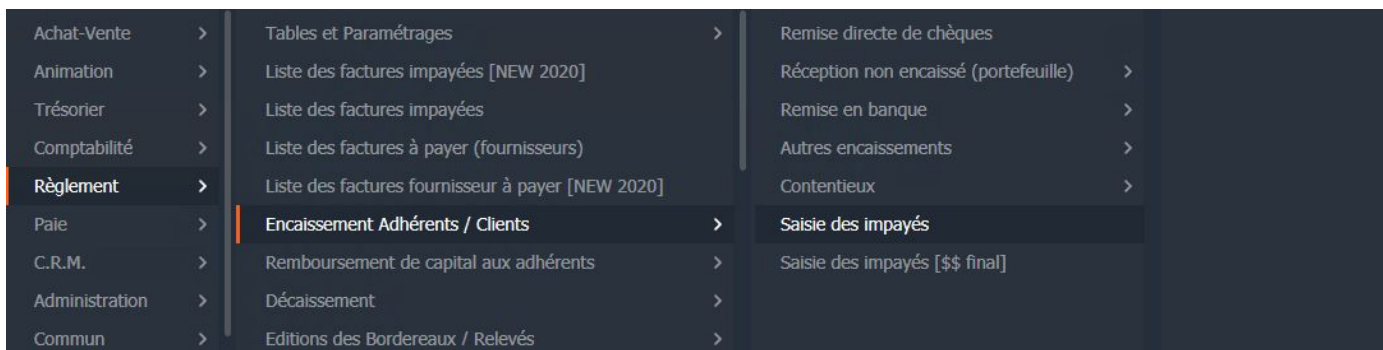 Achat-Vente
Animation
Trésorier
Comptabilité
Règlement
Paie
C.R.M.
Administration
Commun
Tables et Paramétrages
Liste des factures impayées [NEW 2020]
Liste des factures impayées
Liste des factures à payer (fournisseurs)
Liste des factures fournisseur à payer [NEW 2020]
Encaissement Adhérents / Clients
Remboursement de capital aux adhérents
Décaissement
Editions des Bordereaux / Relevés
Remise directe de chèques
Réception non encaissé (portefeuille)
Remise en banque
Autres encaissements
Contentieux
Saisie des impayés
Saisie des impayés [$$ final]